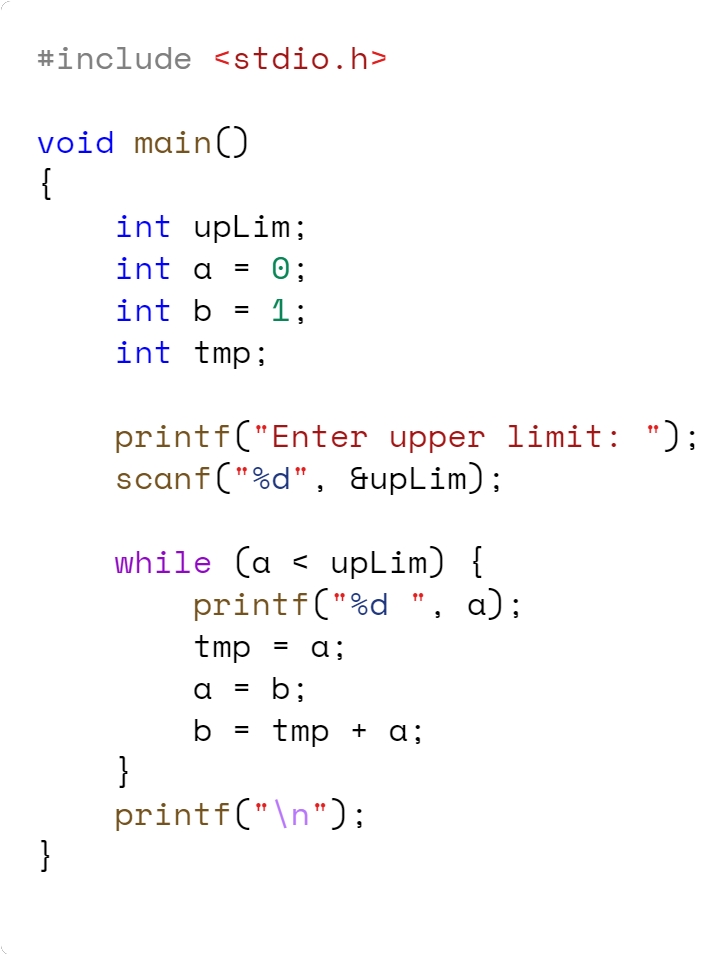 #include <stdio.h>

void main()
{
    int upLim;
    int a = 0;
    int b = 1;
    int tmp;

    printf("Enter upper limit: ");
    scanf("%d", &upLim);

    while (a < upLim) {
        printf("%d ", a);
        tmp = a;
        a = b;
        b = tmp + a;
    }
    printf("\n");
}